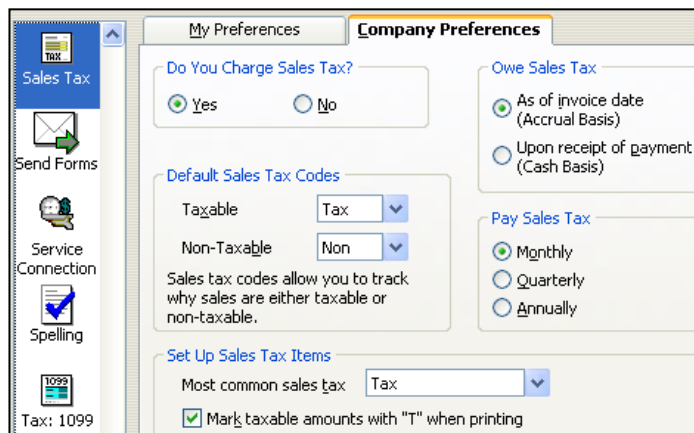 My Preferences
Company Preferences
TAX
Sales Tax
Send Forms
Service
Connection
Spelling
1099
Tax: 1099
Do You Charge Sales Tax?
Yes
No
Default Sales Tax Codes
Taxable
Tax
Non-Taxable
Non
Sales tax codes allow you to track
why sales are either taxable or
non-taxable.
Owe Sales Tax
As of invoice date
(Accrual Basis)
Upon receipt of payment
(Cash Basis)
Pay Sales Tax
Monthly
Quarterly
Annually
Set Up Sales Tax Items
Most common sales tax
Tax
Mark taxable amounts with "T" when printing